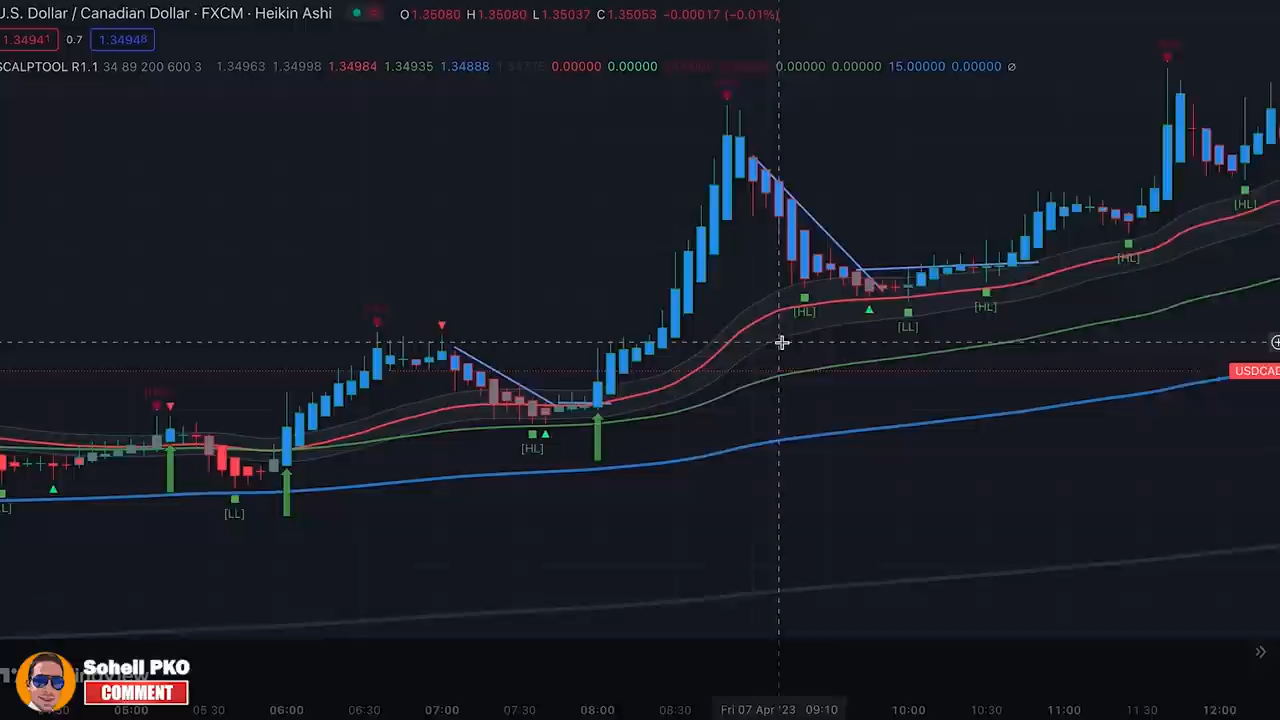 U.S. Dollar / Canadian Dollar · FXCM · Heikin Ashi O1.35080 H1.35080 L1.35037 C1.35053 −0.00017 (−0.01%)
1.34941 0.7 1.34948
SCALPTOOL R1.1 34 89 200 600 3 1.34963 1.34998 1.34984 1.34935 1.34888 0.00000 0.00000 0.00000 0.00000 15.00000 0.00000 ∅
[HL]
[HL]
[HL]
[HL]
[LL]
USDCAD
[HL]
[LL]
Sohell PKO
COMMENT
05:00 05:30 06:00 06:30 07:00 07:30 08:00 08:30 Fri 07 Apr '23 09:10 10:00 10:30 11:00 11:30 12:00